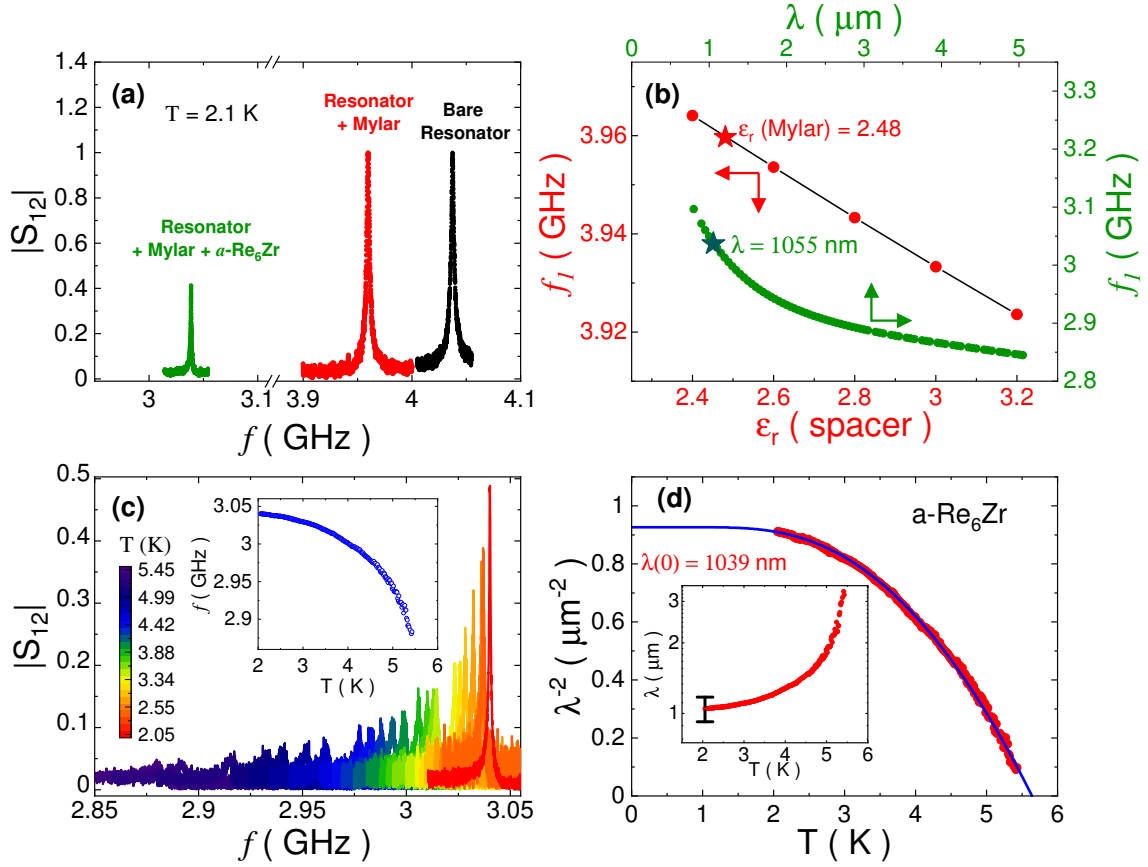 (a)
T = 2.1 K
Resonator
+ Mylar
Bare
Resonator
Resonator
+ Mylar + a-Re₆Zr
|S₁₂|
1.4
1.2
1.0
0.8
0.6
0.4
0.2
0
3
3.1
3.9
4
4.1
f ( GHz )
(b)
λ ( μm )
0
1
2
3
4
5
εᵣ (Mylar) = 2.48
λ = 1055 nm
f₁ ( GHz )
3.96
3.94
3.92
f₁ ( GHz )
3.3
3.2
3.1
3
2.9
2.8
2.4
2.6
2.8
3
3.2
εᵣ ( spacer )
(c)
T (K)
5.45
4.99
4.42
3.88
3.24
2.54
2.05
|S₁₂|
0.5
0.4
0.3
0.2
0.1
0
2.85
2.9
2.95
3
3.05
f ( GHz )
f ( GHz )
3.05
3
2.95
2.9
2
3
4
5
6
T ( K )
(d)
a-Re₆Zr
λ(0) = 1039 nm
λ⁻² ( μm⁻² )
1
0.8
0.6
0.4
0.2
0
0
1
2
3
4
5
6
T ( K )
λ ( μm )
3
2
1
2
3
4
5
6
T ( K )